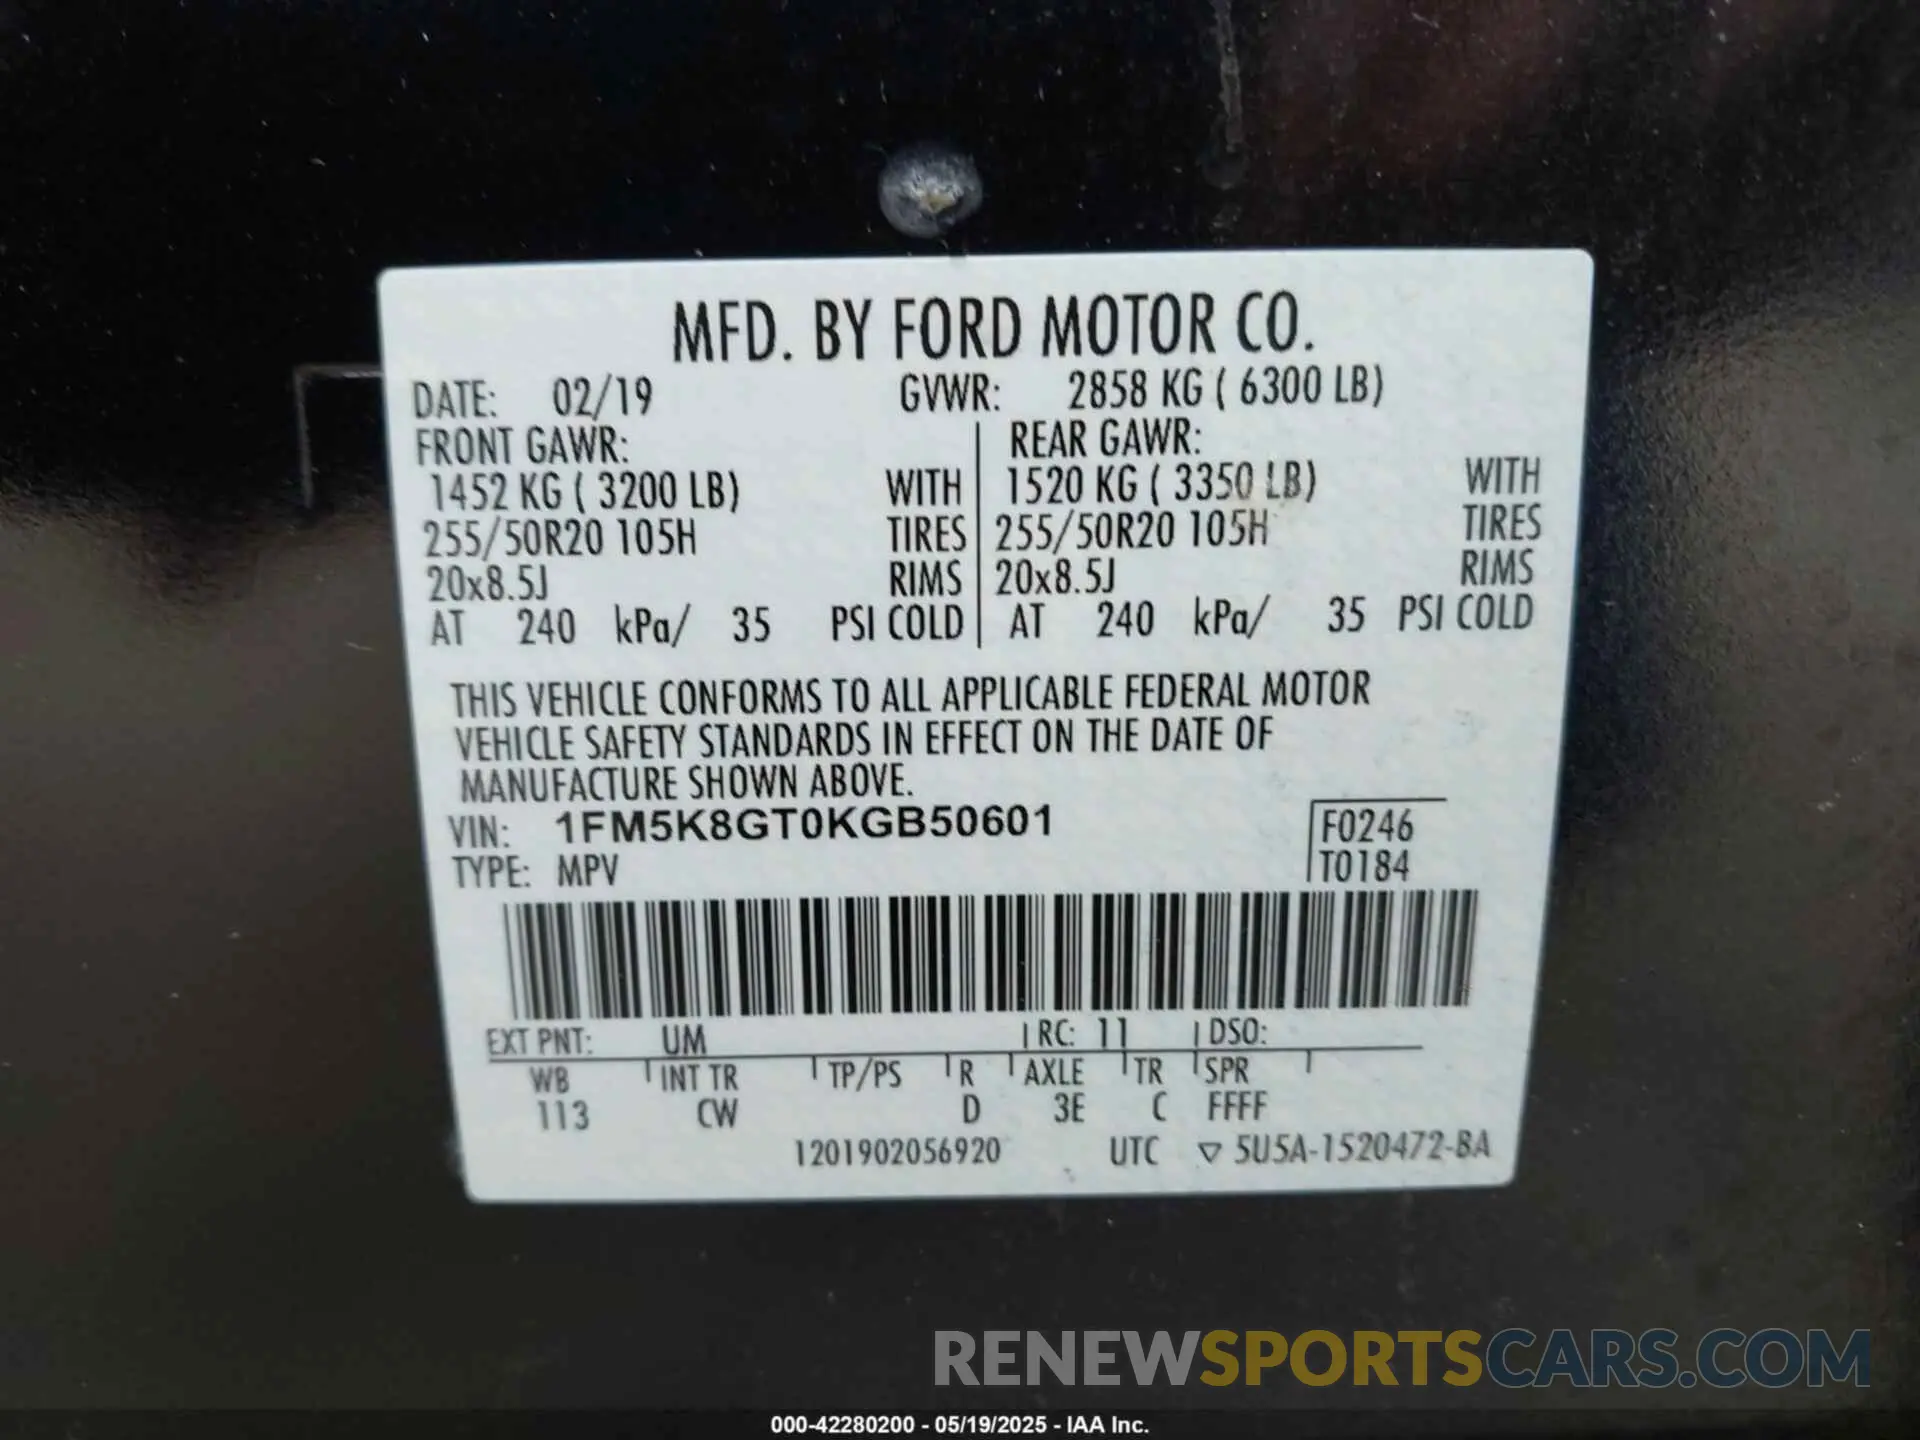 MFD. BY FORD MOTOR CO.
DATE: 02/19 GVWR: 2858 KG ( 6300 LB)
FRONT GAWR: REAR GAWR:
1452 KG ( 3200 LB) WITH 1520 KG ( 3350 LB) WITH
255/50R20 105H TIRES 255/50R20 105H TIRES
20x8.5J RIMS 20x8.5J RIMS
AT 240 kPa/ 35 PSI COLD AT 240 kPa/ 35 PSI COLD
THIS VEHICLE CONFORMS TO ALL APPLICABLE FEDERAL MOTOR
VEHICLE SAFETY STANDARDS IN EFFECT ON THE DATE OF
MANUFACTURE SHOWN ABOVE.
VIN: 1FM5K8GT0KGB50601 F0246
TYPE: MPV T0184
EXT PNT: UM RC: 11 DSO:
WB INT TR TP/PS R AXLE TR SPR
113 CW D 3E C FFFF
1201902056920 UTC ▽ 5U5A-1520472-BA
RENEWSPORTSCARS.COM
000-42280200 - 05/19/2025 - IAA Inc.